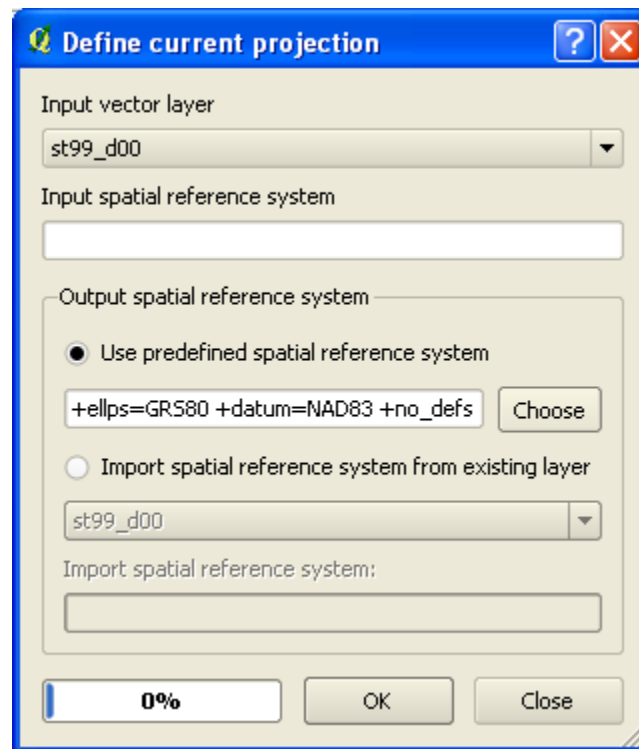 Define current projection
Input vector layer
st99_d00
Input spatial reference system
Output spatial reference system
Use predefined spatial reference system
+ellps=GRS80 +datum=NAD83 +no_defs
Choose
Import spatial reference system from existing layer
st99_d00
Import spatial reference system:
0%
OK
Close